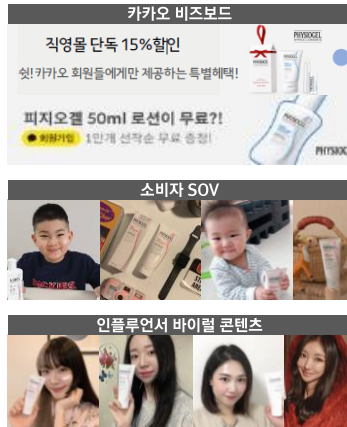 카카오 비즈보드
직영몰 단독 15%할인
쉿! 카카오 회원들에게만 제공하는 특별혜택!
PHYSIOGEL
피지오겔 50ml 로션이 무료?!
회원가입 1만개 선착순 무료 증정!
PHYSIOGEL
소비자 SOV
인플루언서 바이럴 콘텐츠